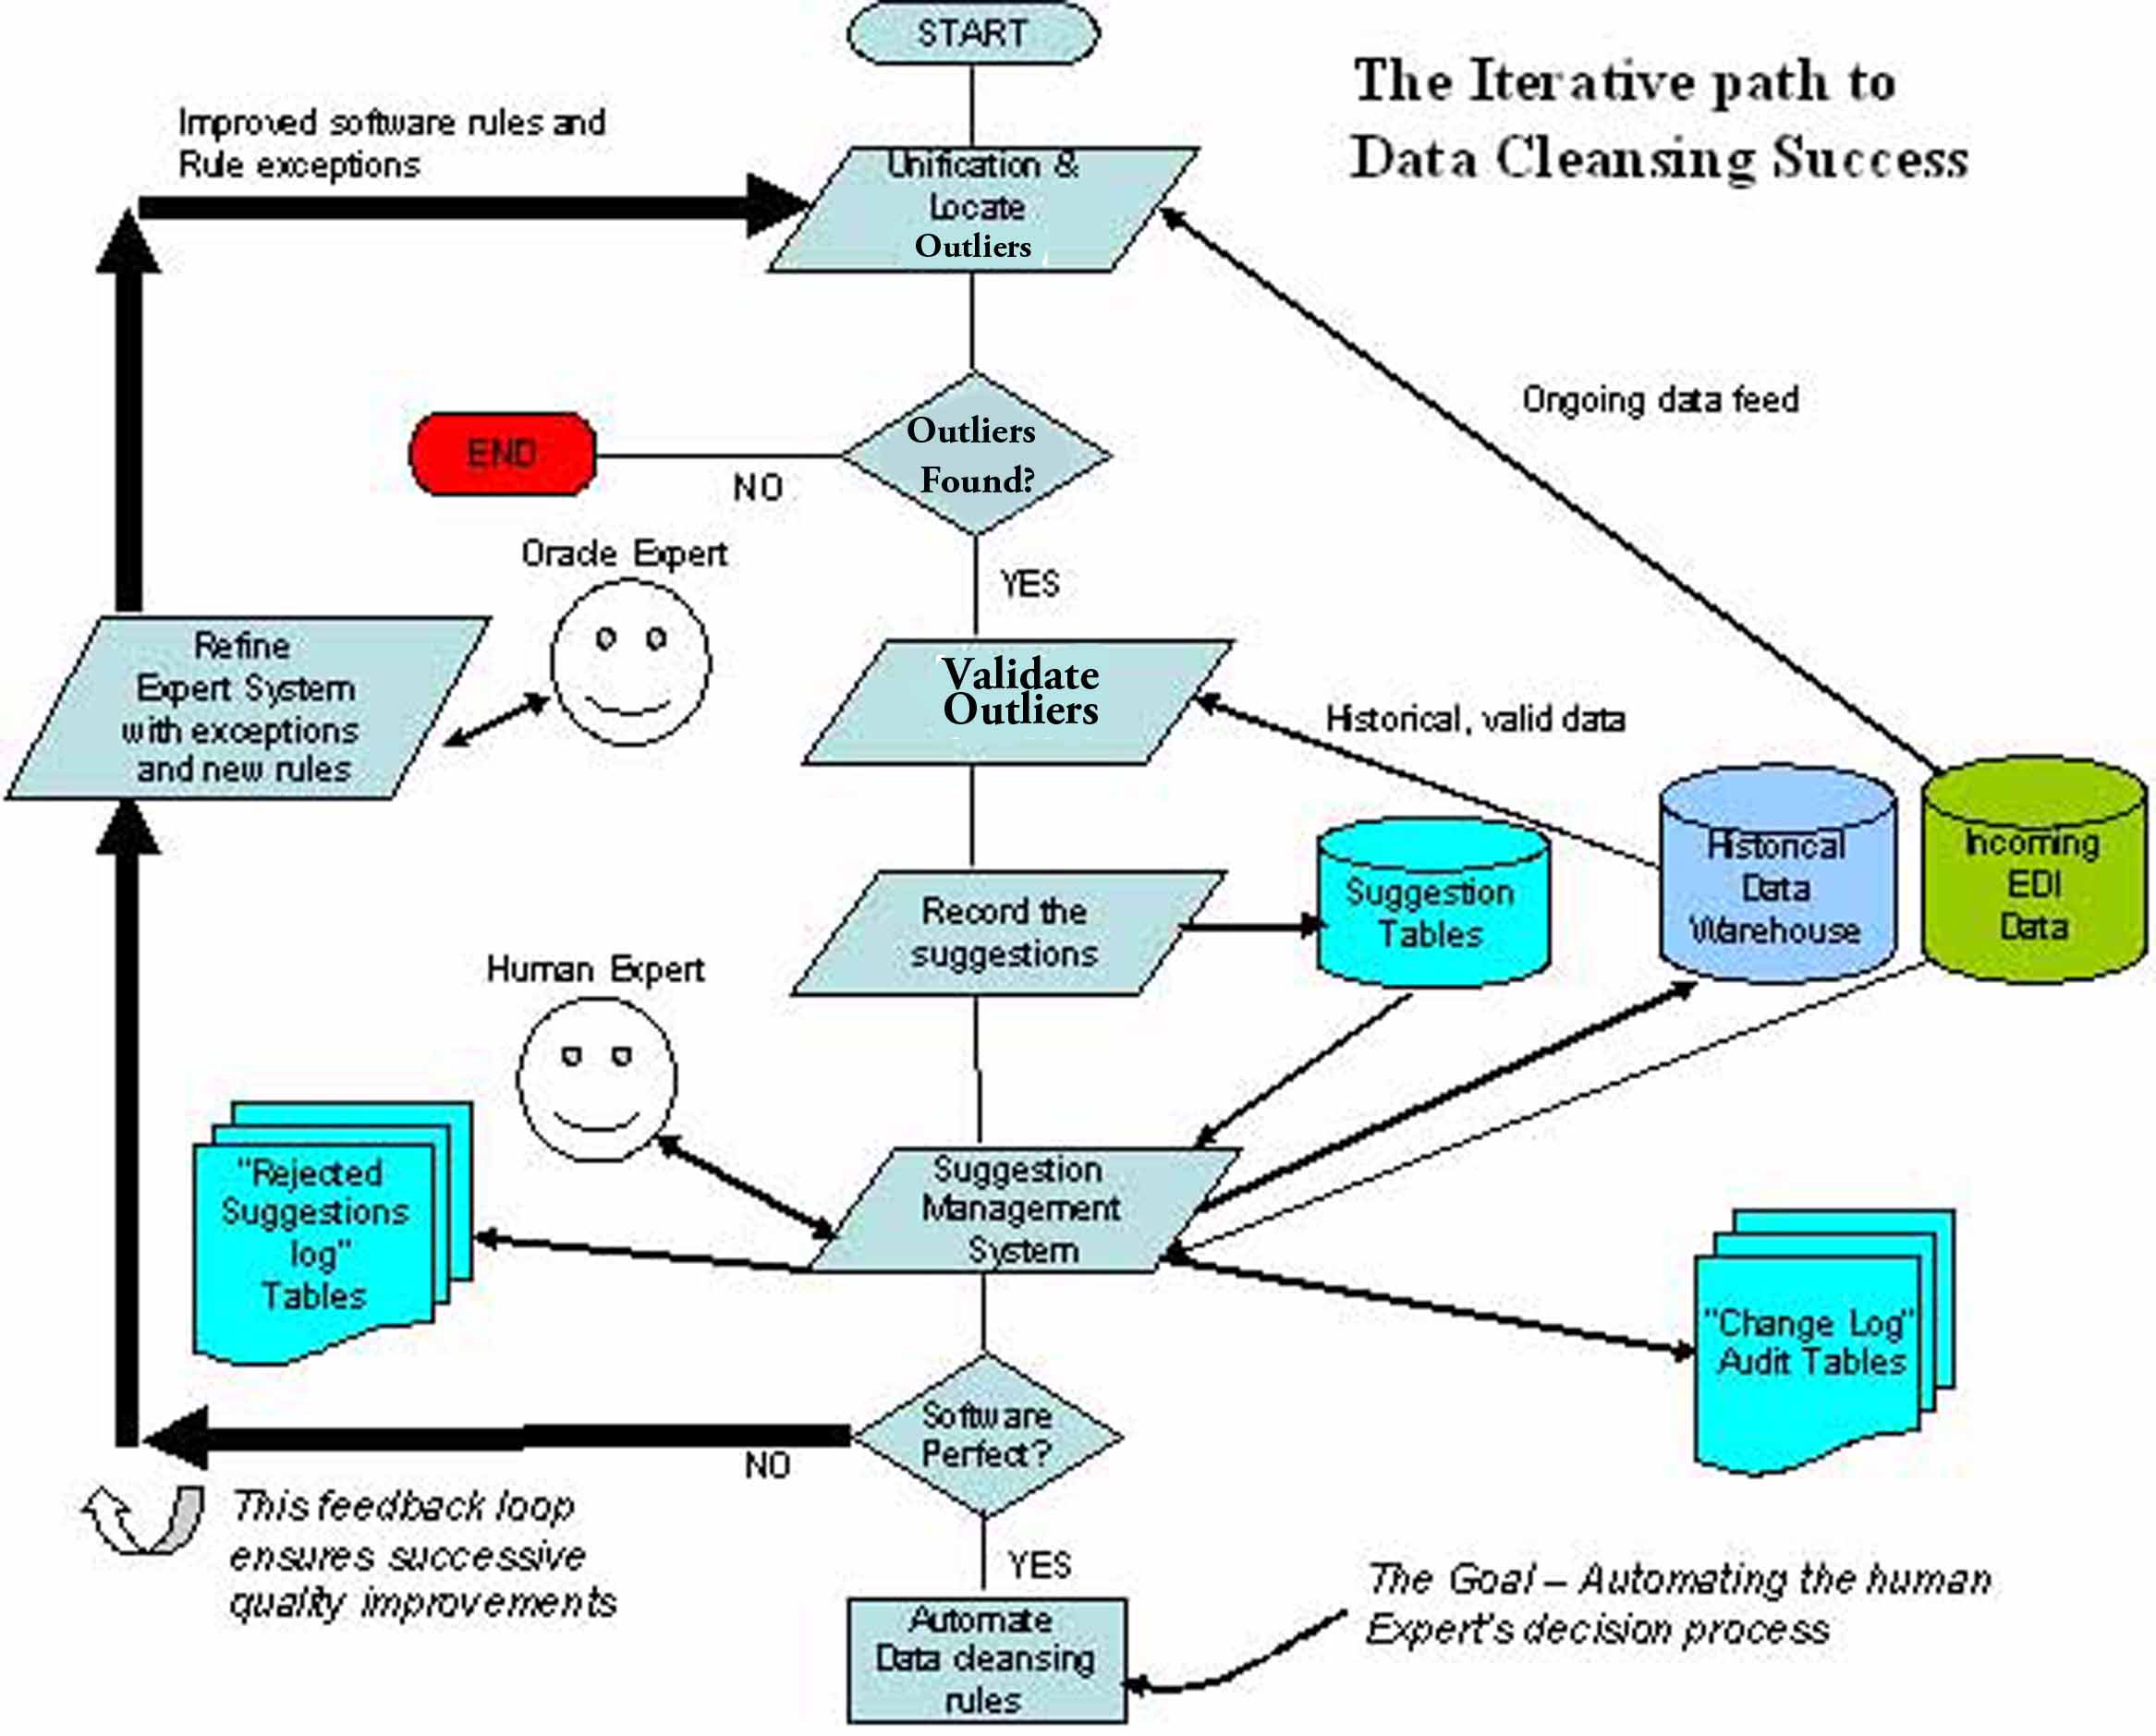 START
The Iterative path to
Data Cleansing Success
Improved software rules and
Rule exceptions
Unification &
Locate
Outliers
Ongoing data feed
Outliers
Found?
END
NO
YES
Oracle Expert
Refine
Expert System
with exceptions
and new rules
Validate
Outliers
Historical, valid data
Historical
Data
Warehouse
Incoming
EDI
Data
Suggestion
Tables
Record the
suggestions
Human Expert
"Rejected
Suggestions
log"
Tables
Suggestion
Management
System
"Change Log"
Audit Tables
Software
Perfect?
NO
This feedback loop
ensures successive
quality improvements
YES
The Goal – Automating the human
Expert's decision process
Automate
Data cleansing
rules